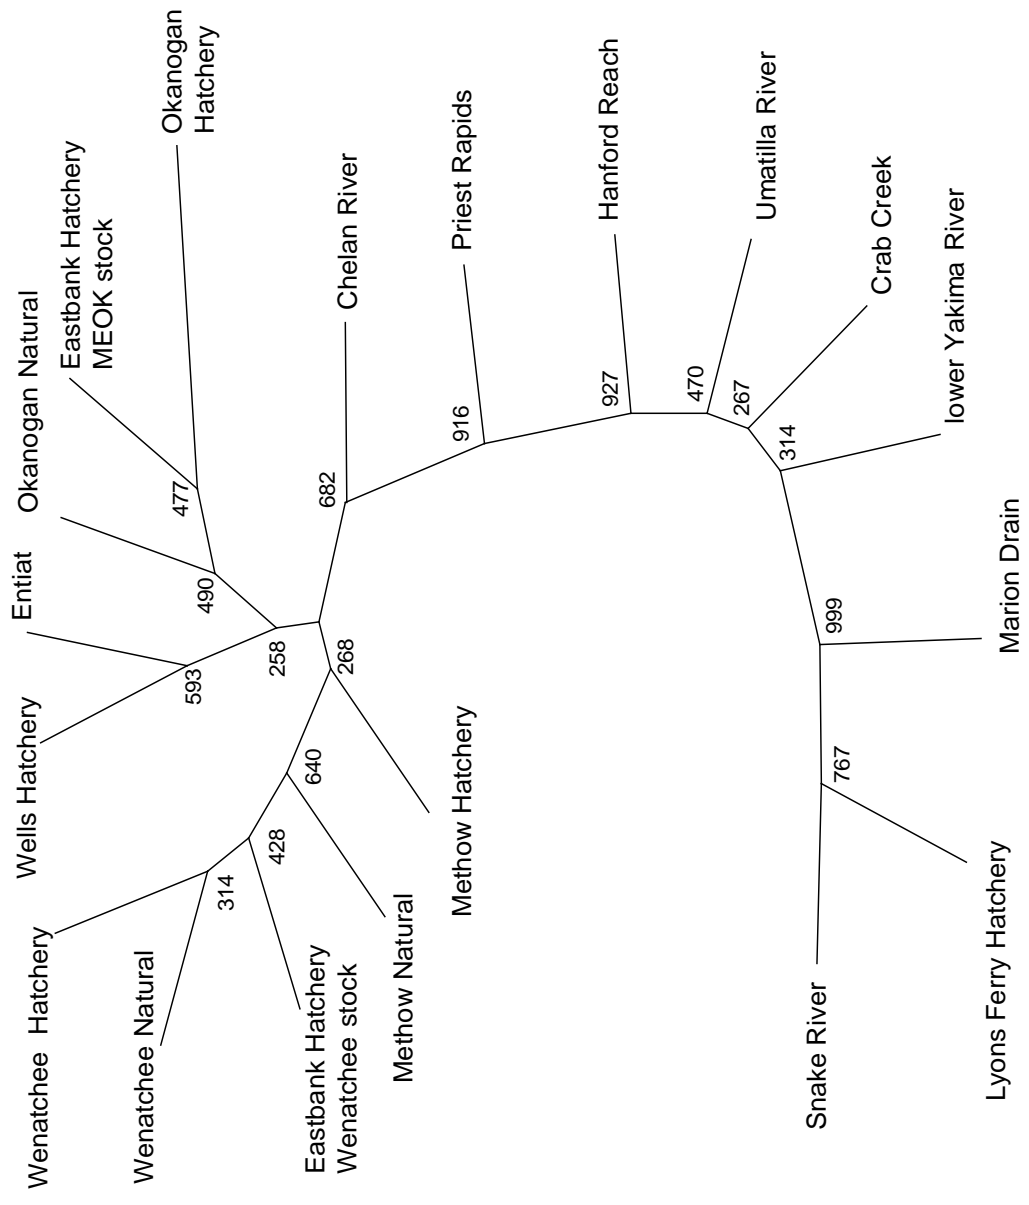 Okanogan
Hatchery
Eastbank Hatchery
MEOK stock
Okanogan Natural
Entiat
Wells Hatchery
Wenatchee Hatchery
Wenatchee Natural
Eastbank Hatchery
Wenatchee stock
Methow Natural
Methow Hatchery
Chelan River
Priest Rapids
Hanford Reach
Umatilla River
Crab Creek
lower Yakima River
Marion Drain
Lyons Ferry Hatchery
Snake River
477
490
593
258
268
640
428
314
682
916
927
470
267
314
999
767